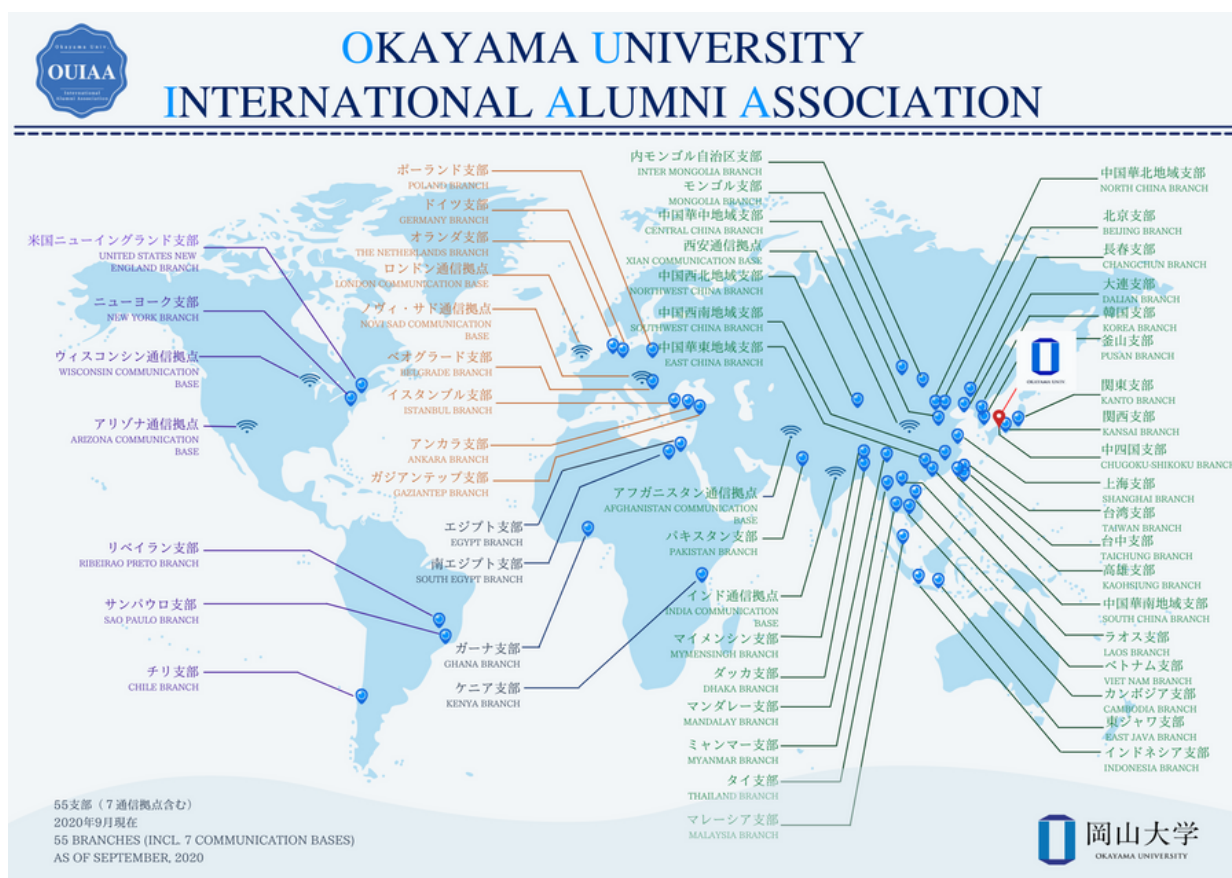 Okayama Univ.
OUIAA
International
Alumni Association
OKAYAMA UNIVERSITY
INTERNATIONAL ALUMNI ASSOCIATION
米国ニューイングランド支部
UNITED STATES NEW
ENGLAND BRANCH
ニューヨーク支部
NEW YORK BRANCH
ウィスコンシン通信拠点
WISCONSIN COMMUNICATION
BASE
アリゾナ通信拠点
ARIZONA COMMUNICATION
BASE
リベイラン支部
RIBEIRAO PRETO BRANCH
サンパウロ支部
SAO PAULO BRANCH
チリ支部
CHILE BRANCH
ポーランド支部
POLAND BRANCH
ドイツ支部
GERMANY BRANCH
オランダ支部
THE NETHERLANDS BRANCH
ロンドン通信拠点
LONDON COMMUNICATION BASE
ノヴィ・サド通信拠点
NOVI SAD COMMUNICATION
BASE
ベオグラード支部
BELGRADE BRANCH
イスタンブル支部
ISTANBUL BRANCH
アンカラ支部
ANKARA BRANCH
ガジアンテップ支部
GAZIANTEP BRANCH
エジプト支部
EGYPT BRANCH
南エジプト支部
SOUTH EGYPT BRANCH
ガーナ支部
GHANA BRANCH
ケニア支部
KENYA BRANCH
内モンゴル自治区支部
INTER MONGOLIA BRANCH
モンゴル支部
MONGOLIA BRANCH
中国華中地域支部
CENTRAL CHINA BRANCH
西安通信拠点
XIAN COMMUNICATION BASE
中国西北地域支部
NORTHWEST CHINA BRANCH
中国西南地域支部
SOUTHWEST CHINA BRANCH
中国華東地域支部
EAST CHINA BRANCH
アフガニスタン通信拠点
AFGHANISTAN COMMUNICATION
BASE
パキスタン支部
PAKISTAN BRANCH
インド通信拠点
INDIA COMMUNICATION
BASE
マイメンシン支部
MYMENSINGH BRANCH
ダッカ支部
DHAKA BRANCH
マンダレー支部
MANDALAY BRANCH
ミャンマー支部
MYANMAR BRANCH
タイ支部
THAILAND BRANCH
マレーシア支部
MALAYSIA BRANCH
中国華北地域支部
NORTH CHINA BRANCH
北京支部
BEIJING BRANCH
長春支部
CHANGCHUN BRANCH
大連支部
DALIAN BRANCH
韓国支部
KOREA BRANCH
釜山支部
PUSAN BRANCH
OKAYAMA UNIV.
関東支部
KANTO BRANCH
関西支部
KANSAI BRANCH
中四国支部
CHUGOKU-SHIKOKU BRANCH
上海支部
SHANGHAI BRANCH
台湾支部
TAIWAN BRANCH
台中支部
TAICHUNG BRANCH
高雄支部
KAOHSJUNG BRANCH
中国華南地域支部
SOUTH CHINA BRANCH
ラオス支部
LAOS BRANCH
ベトナム支部
VIET NAM BRANCH
カンボジア支部
CAMBODIA BRANCH
東ジャワ支部
EAST JAVA BRANCH
インドネシア支部
INDONESIA BRANCH
55支部（７通信拠点含む）
2020年9月現在
55 BRANCHES (INCL. 7 COMMUNICATION BASES)
AS OF SEPTEMBER, 2020
岡山大学
OKAYAMA UNIVERSITY